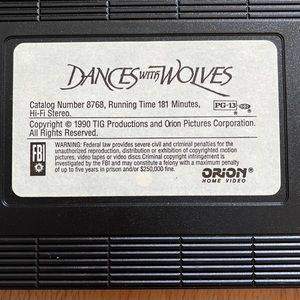 DANCES WITH WOLVES
Catalog Number 8768, Running Time 181 Minutes,
Hi-Fi Stereo.
PG-13
Copyright © 1990 TIG Productions and Orion Pictures Corporation.
All Rights Reserved.
FBI
WARNING: Federal law provides severe civil and criminal penalties for the
unauthorized reproduction, distribution or exhibition of copyrighted motion
pictures, video tapes or video discs. Criminal copyright infringement is
investigated by the FBI and may constitute a felony with a maximum penalty
of up to five years in prison and/or $250,000 fine.
ORION
HOME VIDEO